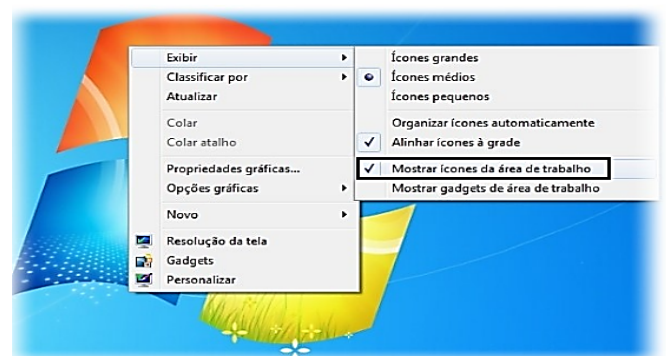 Exibir
Classificar por
Atualizar
Colar
Colar atalho
Propriedades gráficas...
Opções gráficas
Novo
Resolução da tela
Gadgets
Personalizar
Ícones grandes
Ícones médios
Ícones pequenos
Organizar ícones automaticamente
Alinhar ícones à grade
Mostrar ícones da área de trabalho
Mostrar gadgets de área de trabalho